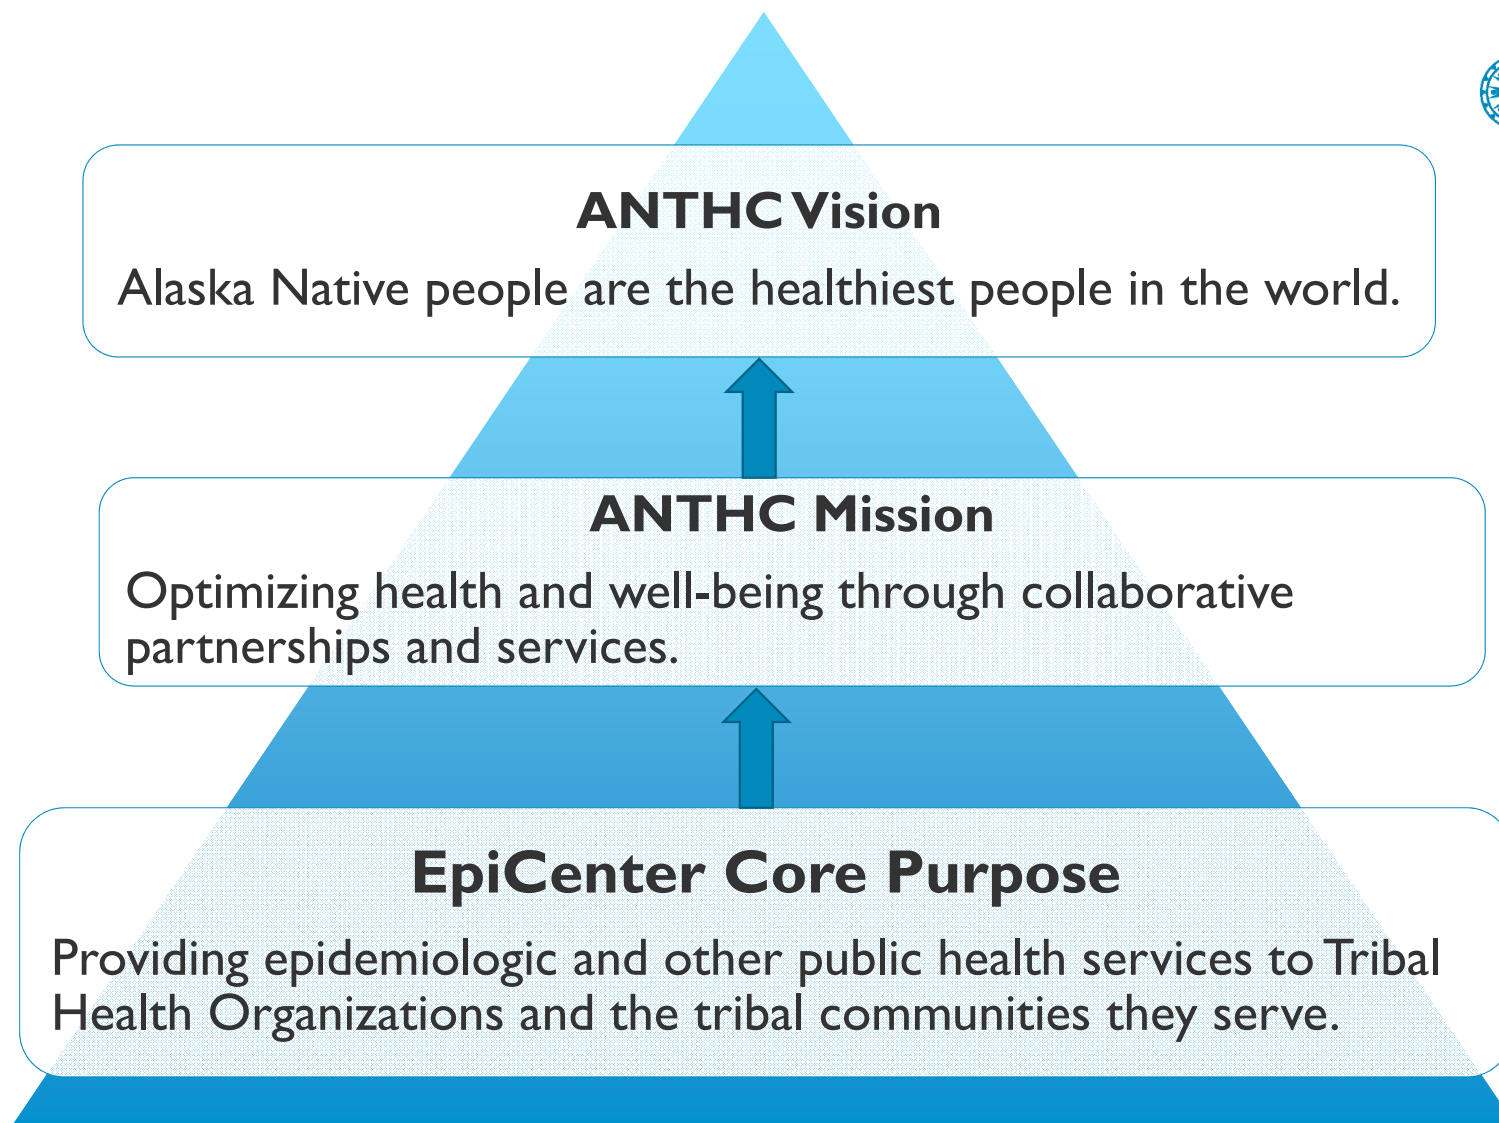 ANTHC Vision
Alaska Native people are the healthiest people in the world.
ANTHC Mission
Optimizing health and well-being through collaborative
partnerships and services.
EpiCenter Core Purpose
Providing epidemiologic and other public health services to Tribal
Health Organizations and the tribal communities they serve.